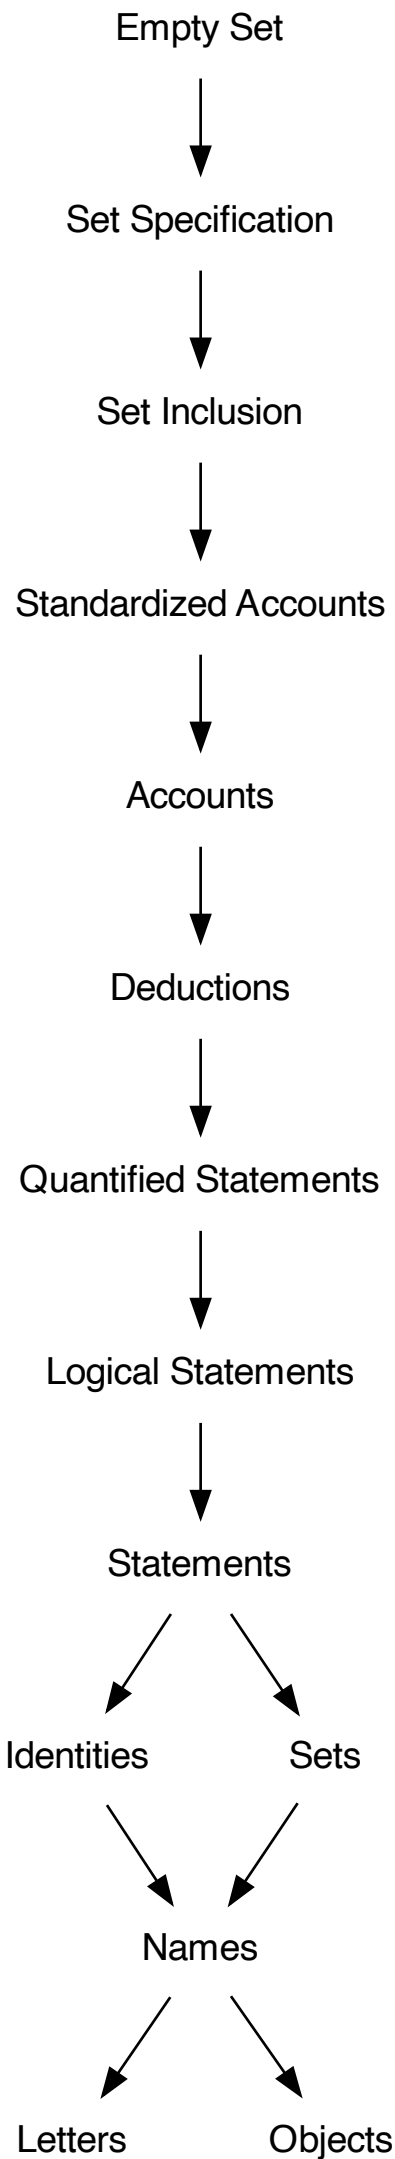 Empty Set
Set Specification
Set Inclusion
Standardized Accounts
Accounts
Deductions
Quantified Statements
Logical Statements
Statements
Identities
Sets
Names
Letters
Objects